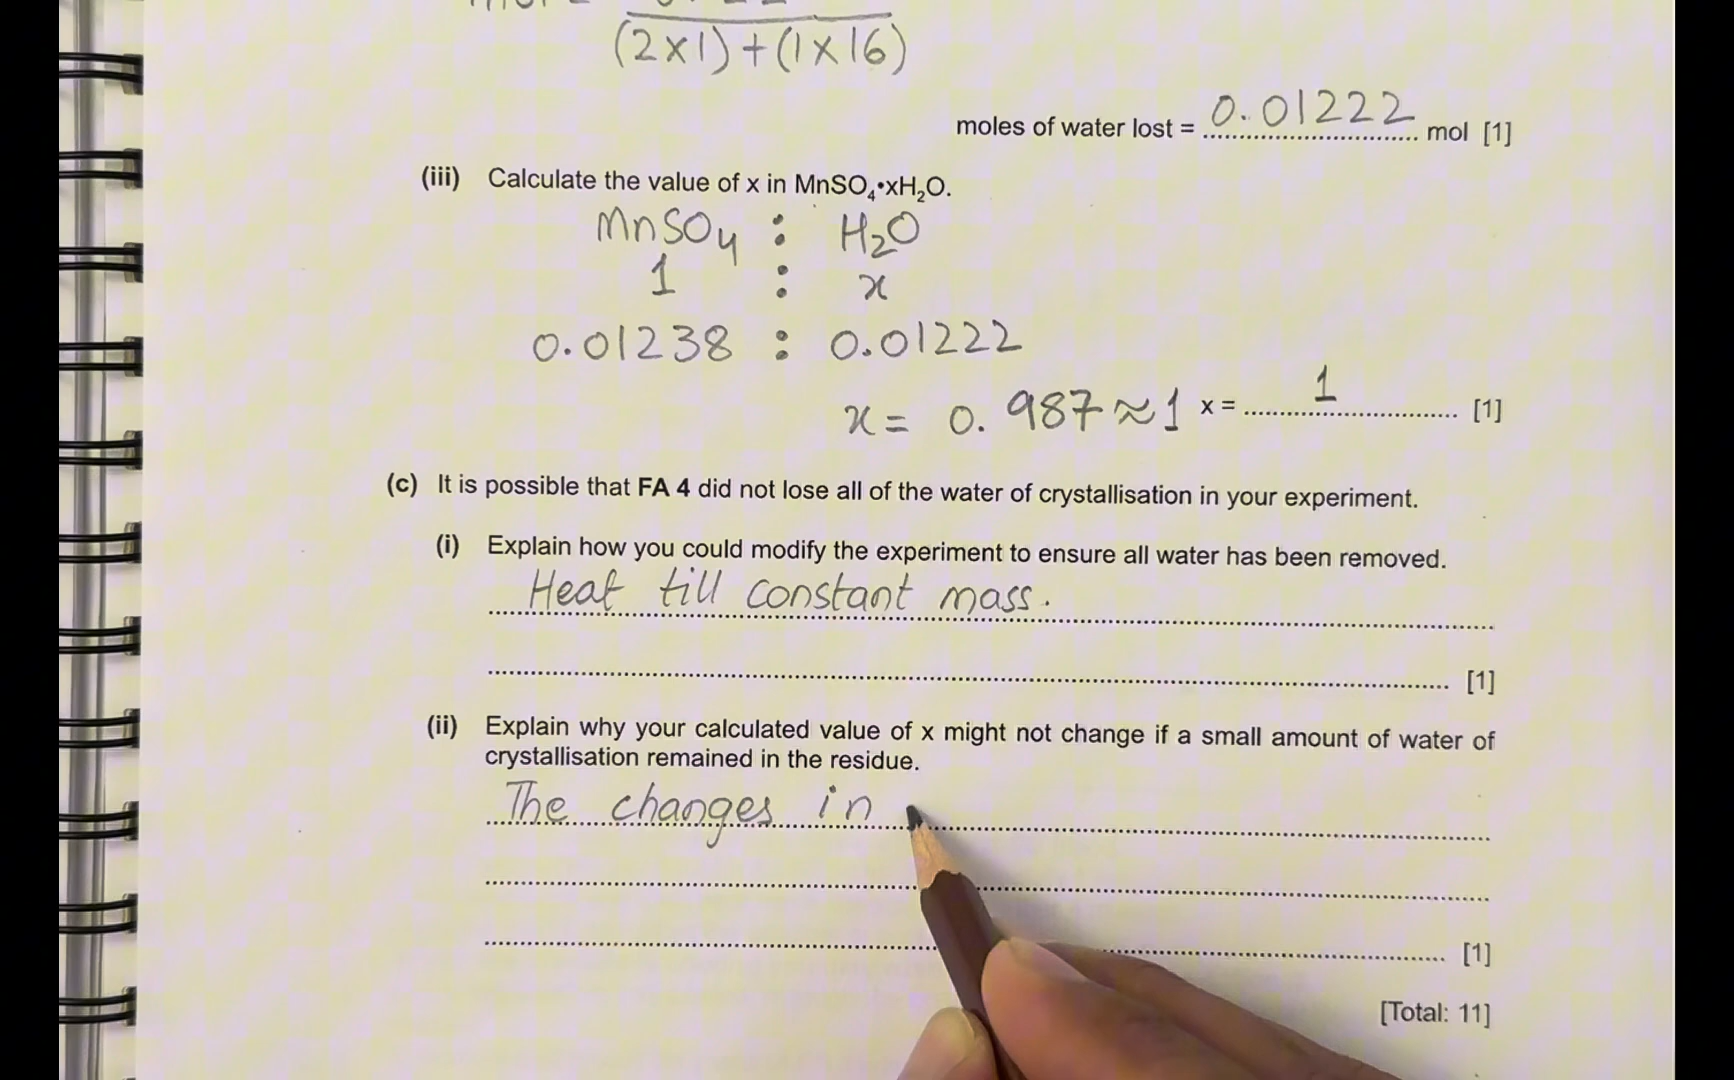 (2×1)+(1×16)
moles of water lost = 0.01222 mol [1]
(iii) Calculate the value of x in MnSO₄•xH₂O.
MnSO₄ : H₂O
1 : x
0.01238 : 0.01222
x = 0.987 ≈ 1 x = 1 [1]
(c) It is possible that FA 4 did not lose all of the water of crystallisation in your experiment.
(i) Explain how you could modify the experiment to ensure all water has been removed.
Heat till constant mass.
[1]
(ii) Explain why your calculated value of x might not change if a small amount of water of
crystallisation remained in the residue.
The changes in
[1]
[Total: 11]